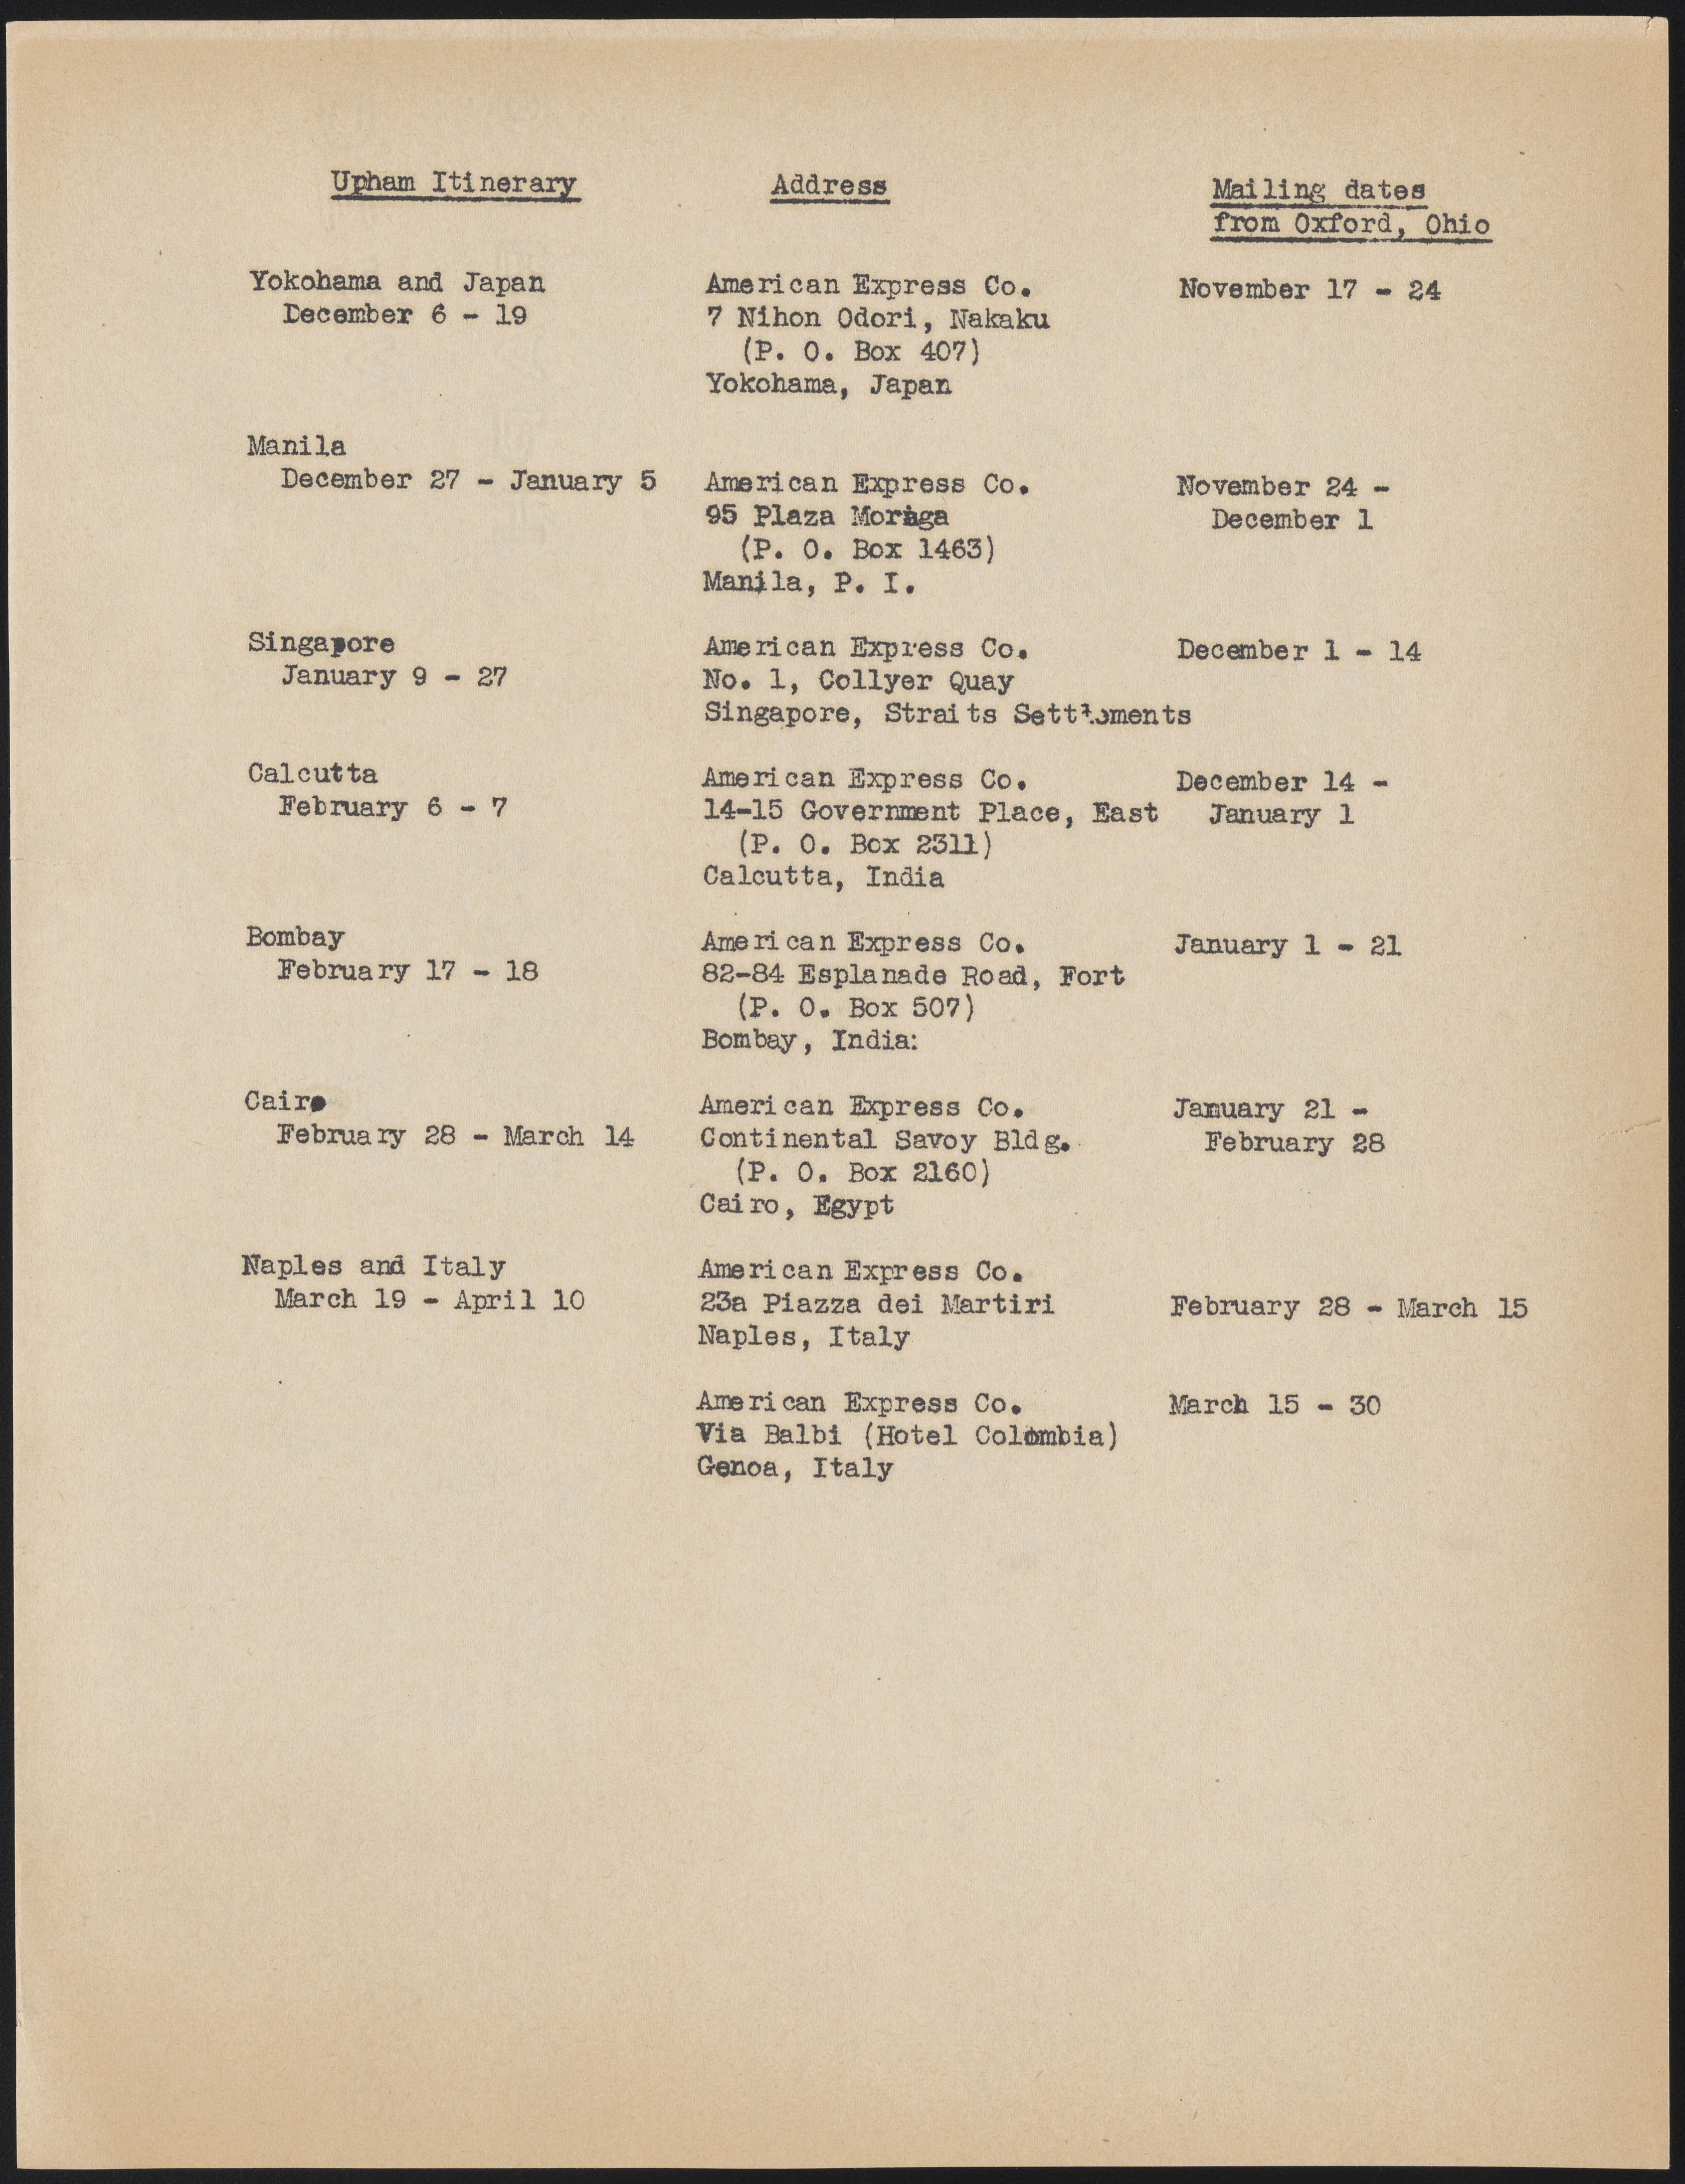 Upham Itinerary
Address
Mailing dates
from Oxford, Ohio
Yokohama and Japan
December 6 - 19
American Express Co.
7 Nihon Odori, Nakaku
(P. O. Box 407)
Yokohama, Japan
November 17 - 24
Manila
December 27 - January 5
American Express Co.
95 Plaza Moraga
(P. O. Box 1463)
Manila, P. I.
November 24 -
December 1
Singapore
January 9 - 27
American Express Co.
No. 1, Collyer Quay
Singapore, Straits Settlements
December 1 - 14
Calcutta
February 6 - 7
American Express Co.
14-15 Government Place, East
(P. O. Box 2311)
Calcutta, India
December 14 -
January 1
Bombay
February 17 - 18
American Express Co.
82-84 Esplanade Road, Fort
(P. O. Box 507)
Bombay, India:
January 1 - 21
Cairo
February 28 - March 14
American Express Co.
Continental Savoy Bldg.
(P. O. Box 2160)
Cairo, Egypt
January 21 -
February 28
Naples and Italy
March 19 - April 10
American Express Co.
23a Piazza dei Martiri
Naples, Italy
February 28 - March 15
American Express Co.
Via Balbi (Hotel Colombia)
Genoa, Italy
March 15 - 30